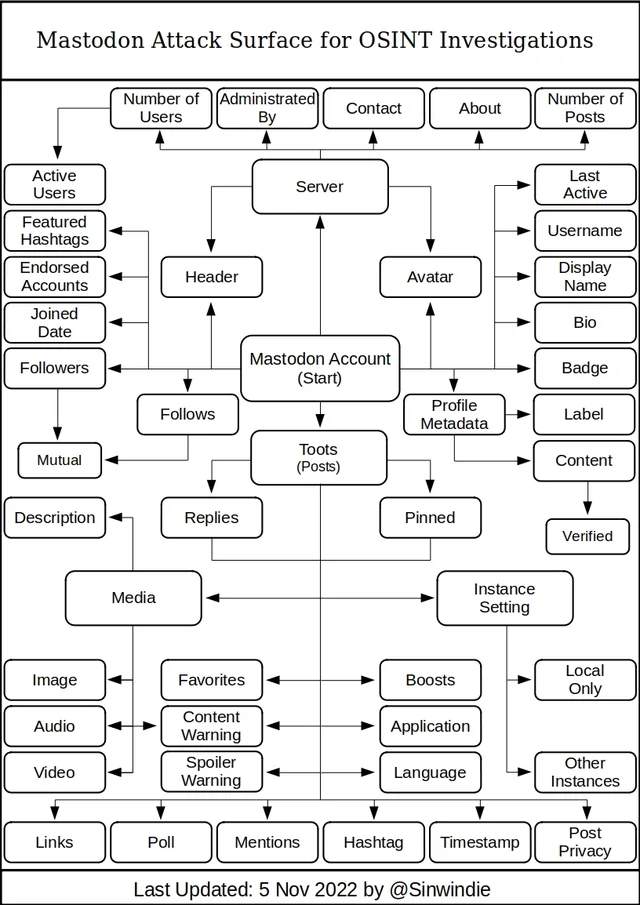 Mastodon Attack Surface for OSINT Investigations
Number of
Users
Administrated
By
Contact
About
Number of
Posts
Active
Users
Server
Last
Active
Featured
Hashtags
Username
Endorsed
Accounts
Header
Avatar
Display
Name
Joined
Date
Bio
Followers
Mastodon Account
(Start)
Badge
Follows
Profile
Metadata
Label
Mutual
Toots
(Posts)
Content
Description
Replies
Pinned
Verified
Media
Instance
Setting
Image
Favorites
Boosts
Local
Only
Audio
Content
Warning
Application
Video
Spoiler
Warning
Language
Other
Instances
Links
Poll
Mentions
Hashtag
Timestamp
Post
Privacy
Last Updated: 5 Nov 2022 by @Sinwindie